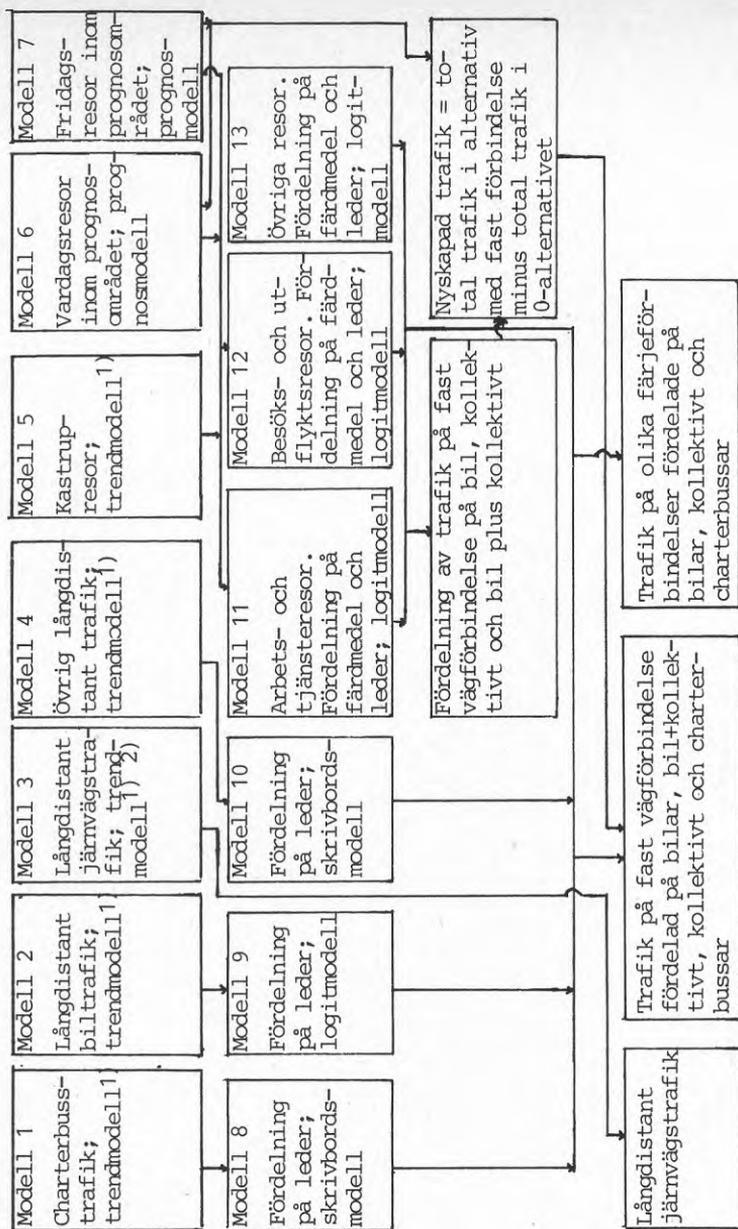 Modell 1
Charterbuss-
trafik;
trendmodell1)
Modell 2
Långdistant
biltrafik;
trendmodell1)
Modell 3
Långdistant
järnvägstra-
fik; trend-
modell1) 2)
Modell 4
Övrig långdis-
tant trafik;
trendmodell1)
Modell 5
Kastrup-
resor;
trendmodell1)
Modell 6
Vardagsresor
inom prognos-
området; prog-
nosmodell
Modell 7
Fridags-
resor inom
prognosom-
rådet;
prognos-
modell
Modell 8
Fördelning
på leder;
skrivbords-
modell
Modell 9
Fördelning
på leder;
logitmodell
Modell 10
Fördelning
på leder;
skrivbords-
modell
Modell 11
Arbets- och
tjänsteresor.
Fördelning på
färdmedel och
leder; logitmodell
Modell 12
Besöks- och ut-
flyktsresor. För-
delning på färd-
medel och leder;
logitmodell
Modell 13
Övriga resor.
Fördelning på
färdmedel och
leder; logit-
modell
Fördelning av trafik på fast
vägförbindelse på bil, kollek-
tivt och bil plus kollektivt
Nyskapad trafik = to-
tal trafik i alternativ
med fast förbindelse
minus total trafik i
0-alternativet
Långdistant
järnvägstrafik
Trafik på fast vägförbindelse
fördelad på bilar, bil+kollek-
tivt, kollektivt och charter-
bussar
Trafik på olika färjeför-
bindelser fördelade på
bilar, kollektivt och
charterbussar